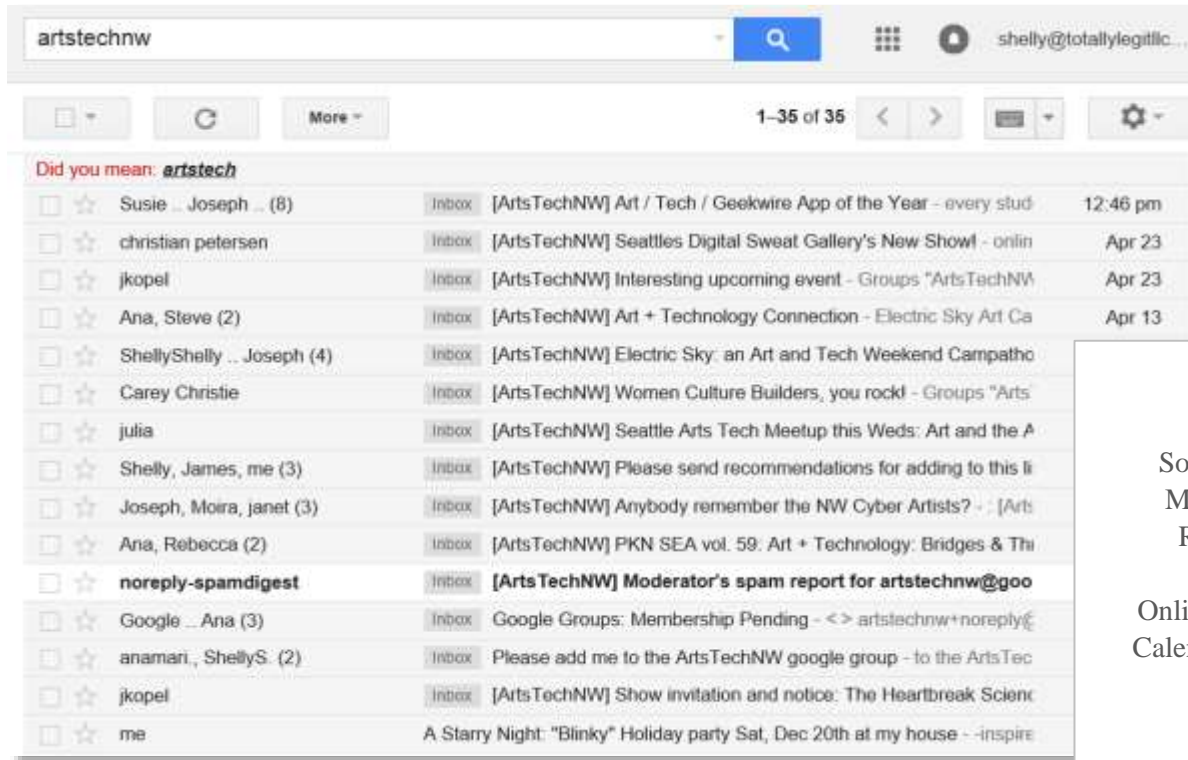 artstechnw shelly@totallylegitllc...
More 1–35 of 35
Did you mean: artstech
Susie .. Joseph .. (8) Inbox [ArtsTechNW] Art / Tech / Geekwire App of the Year - every stud 12:46 pm
christian petersen Inbox [ArtsTechNW] Seattles Digital Sweat Gallery's New Show! - onlin Apr 23
jkopel Inbox [ArtsTechNW] Interesting upcoming event - Groups "ArtsTechNW Apr 23
Ana, Steve (2) Inbox [ArtsTechNW] Art + Technology Connection - Electric Sky Art Ca Apr 13
ShellyShelly .. Joseph (4) Inbox [ArtsTechNW] Electric Sky: an Art and Tech Weekend Campatho
Carey Christie Inbox [ArtsTechNW] Women Culture Builders, you rock! - Groups "Arts
julia Inbox [ArtsTechNW] Seattle Arts Tech Meetup this Weds: Art and the A
Shelly, James, me (3) Inbox [ArtsTechNW] Please send recommendations for adding to this li
Joseph, Moira, janet (3) Inbox [ArtsTechNW] Anybody remember the NW Cyber Artists? - : [Arts
Ana, Rebecca (2) Inbox [ArtsTechNW] PKN SEA vol. 59: Art + Technology: Bridges & Thr
noreply-spamdigest Inbox [ArtsTechNW] Moderator's spam report for artstechnw@goo
Google .. Ana (3) Inbox Google Groups: Membership Pending - < > artstechnw+noreply@
anamari., ShellyS. (2) Inbox Please add me to the ArtsTechNW google group - to the ArtsTec
jkopel Inbox [ArtsTechNW] Show invitation and notice: The Heartbreak Scienc
me A Starry Night: "Blinky" Holiday party Sat, Dec 20th at my house - -inspire
So
M
Onli
Caler